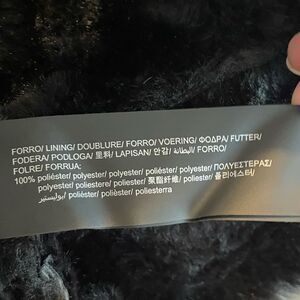 FORRO/ LINING/ DOUBLURE/ FORRO/ VOERING/ ΦΟΔΡΑ/ FUTTER/
FODERA/ PODLOGA/ 里料/ LAPISAN/ 안감/ البطانة/ FORRO/
FOLRE/ FORRUA:
100% poliéster/ polyester/ polyester/ poliéster/ polyester/ ΠΟΛΥΕΣΤΕΡΑΣ/
polyester/ poliestere/ poliester/ 聚酯纤维/ poliester/ 폴리에스터/
بوليستير/ poliéster/ polièster/ poliesterra